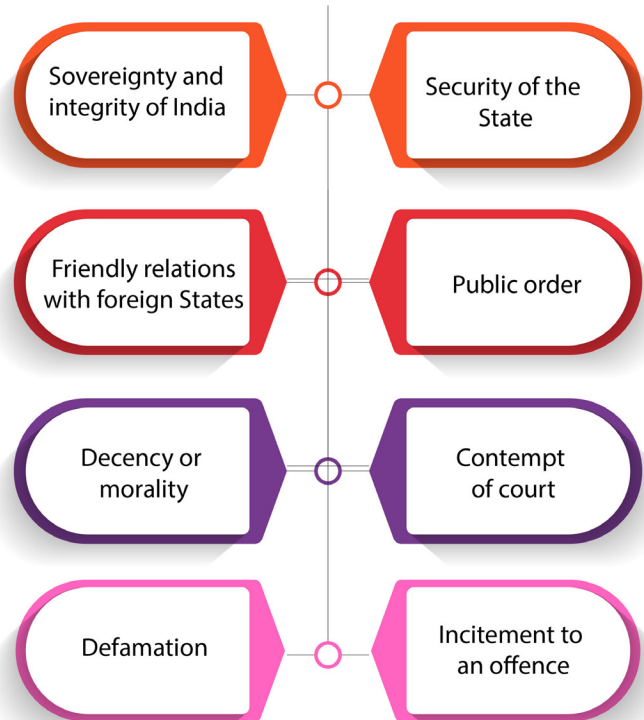 Sovereignty and
integrity of India
Security of the
State
Friendly relations
with foreign States
Public order
Decency or
morality
Contempt
of court
Defamation
Incitement to
an offence